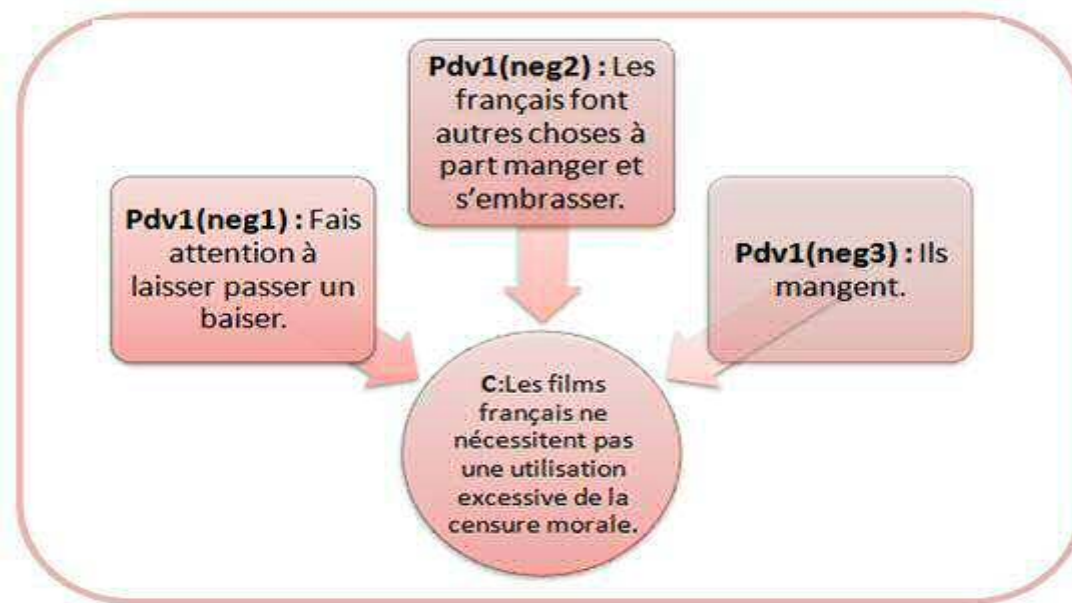 Pdv1(neg2) : Les
français font
autres choses à
part manger et
s’embrasser.
Pdv1(neg1) : Fais
attention à
laisser passer un
baiser.
Pdv1(neg3) : Ils
mangent.
C:Les films
français ne
nécessitent pas
une utilisation
excessive de la
censure morale.